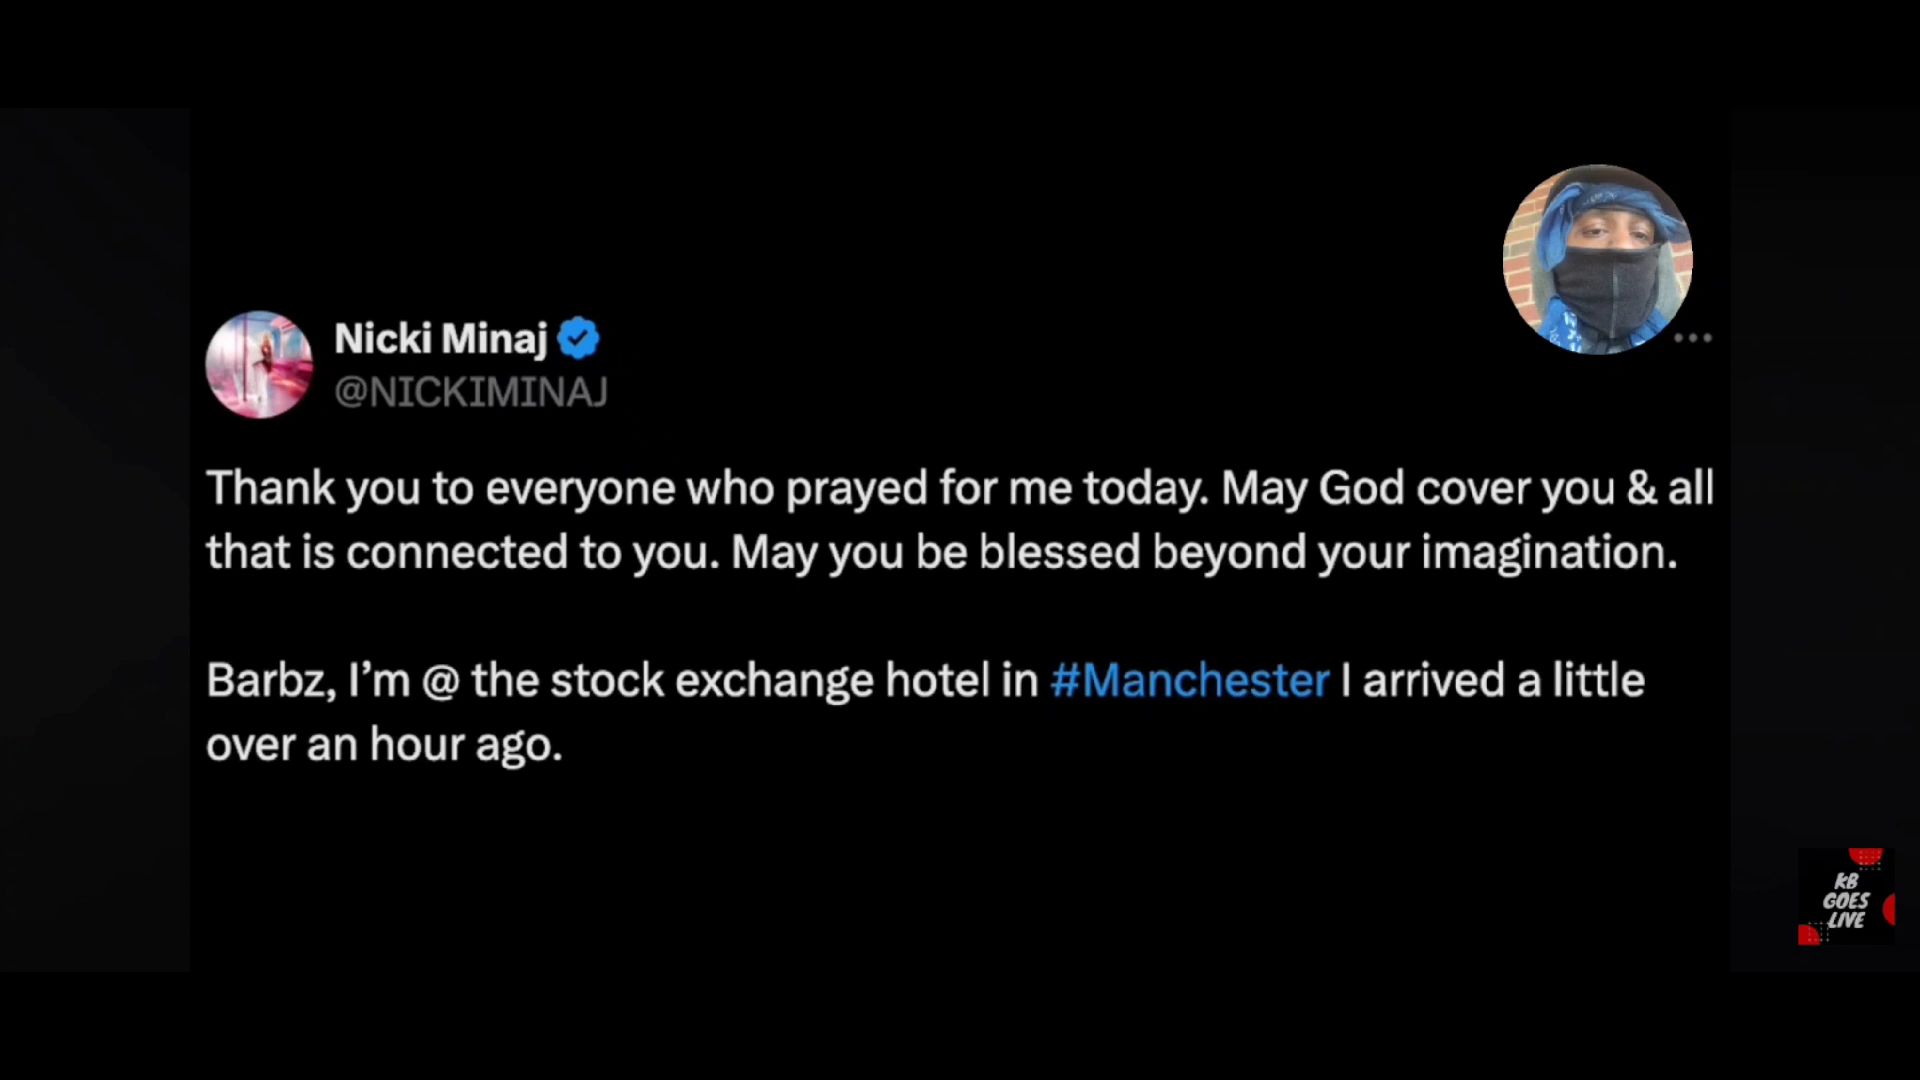 Nicki Minaj
@NICKIMINAJ
Thank you to everyone who prayed for me today. May God cover you & all
that is connected to you. May you be blessed beyond your imagination.
Barbz, I’m @ the stock exchange hotel in #Manchester I arrived a little
over an hour ago.
KB
GOES
LIVE